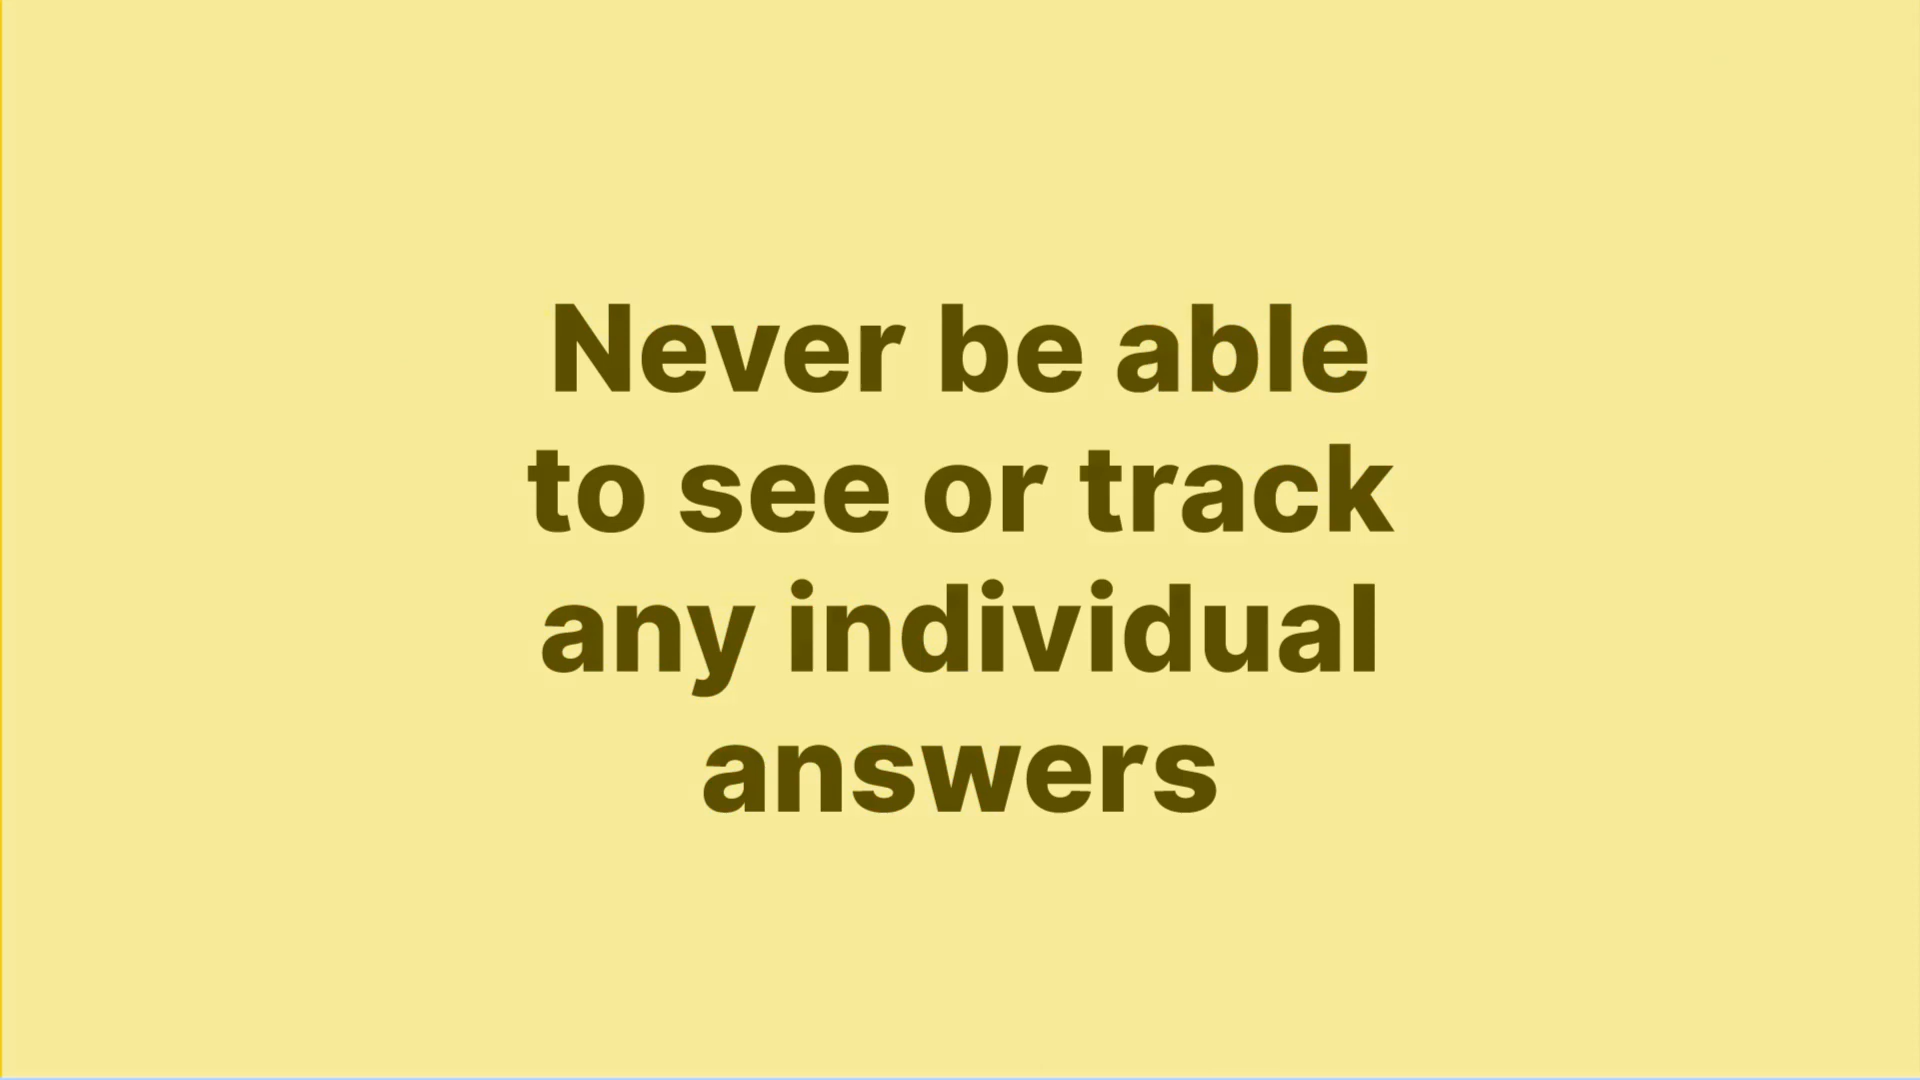 Never be able
to see or track
any individual
answers